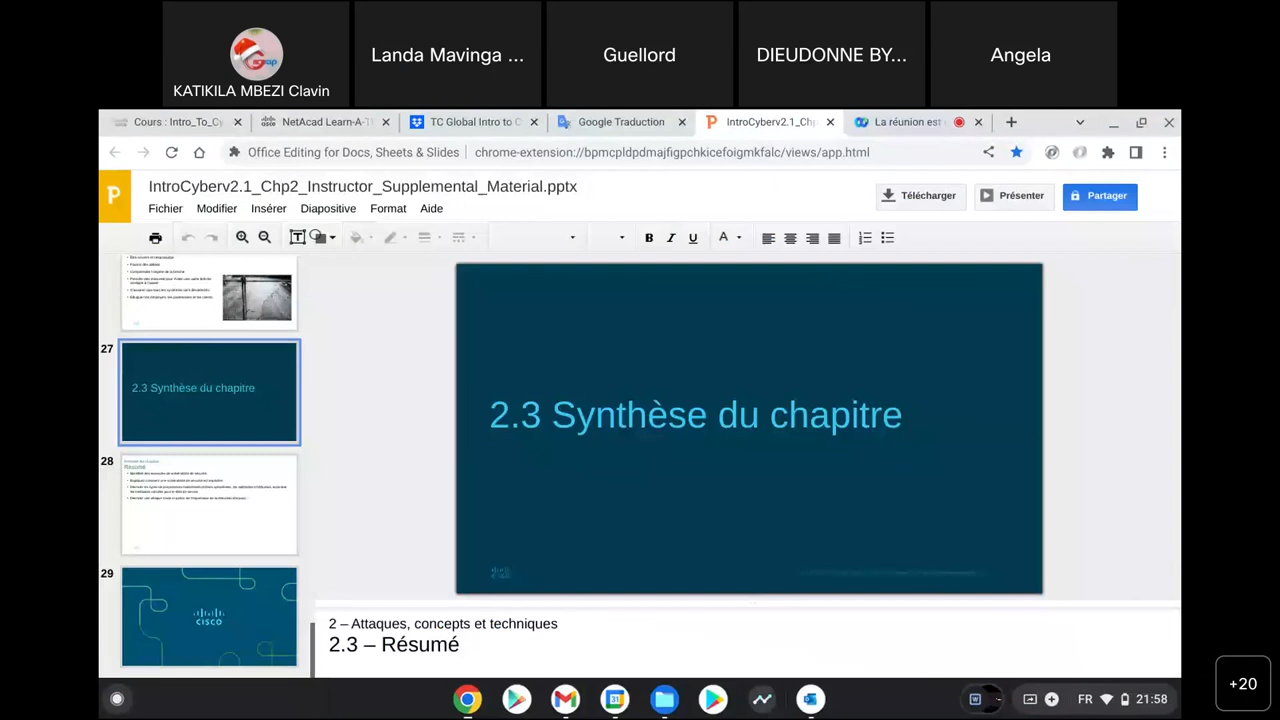 KATIKILA MBEZI Clavin
Landa Mavinga ...
Guellord
DIEUDONNE BY...
Angela
Cours : Intro_To_Cy
NetAcad Learn-A-T
TC Global Intro to C
Google Traduction
IntroCyberv2.1_Chp
La réunion est
Office Editing for Docs, Sheets & Slides
chrome-extension://bpmcpldpdmajfigpchkicefoigmkfalc/views/app.html
P
IntroCyberv2.1_Chp2_Instructor_Supplemental_Material.pptx
Fichier Modifier Insérer Diapositive Format Aide
Télécharger
Présenter
Partager
B I U A
27
2.3 Synthèse du chapitre
28
29
CISCO
2.3 Synthèse du chapitre
2 – Attaques, concepts et techniques
2.3 – Résumé
FR
21:58
+20